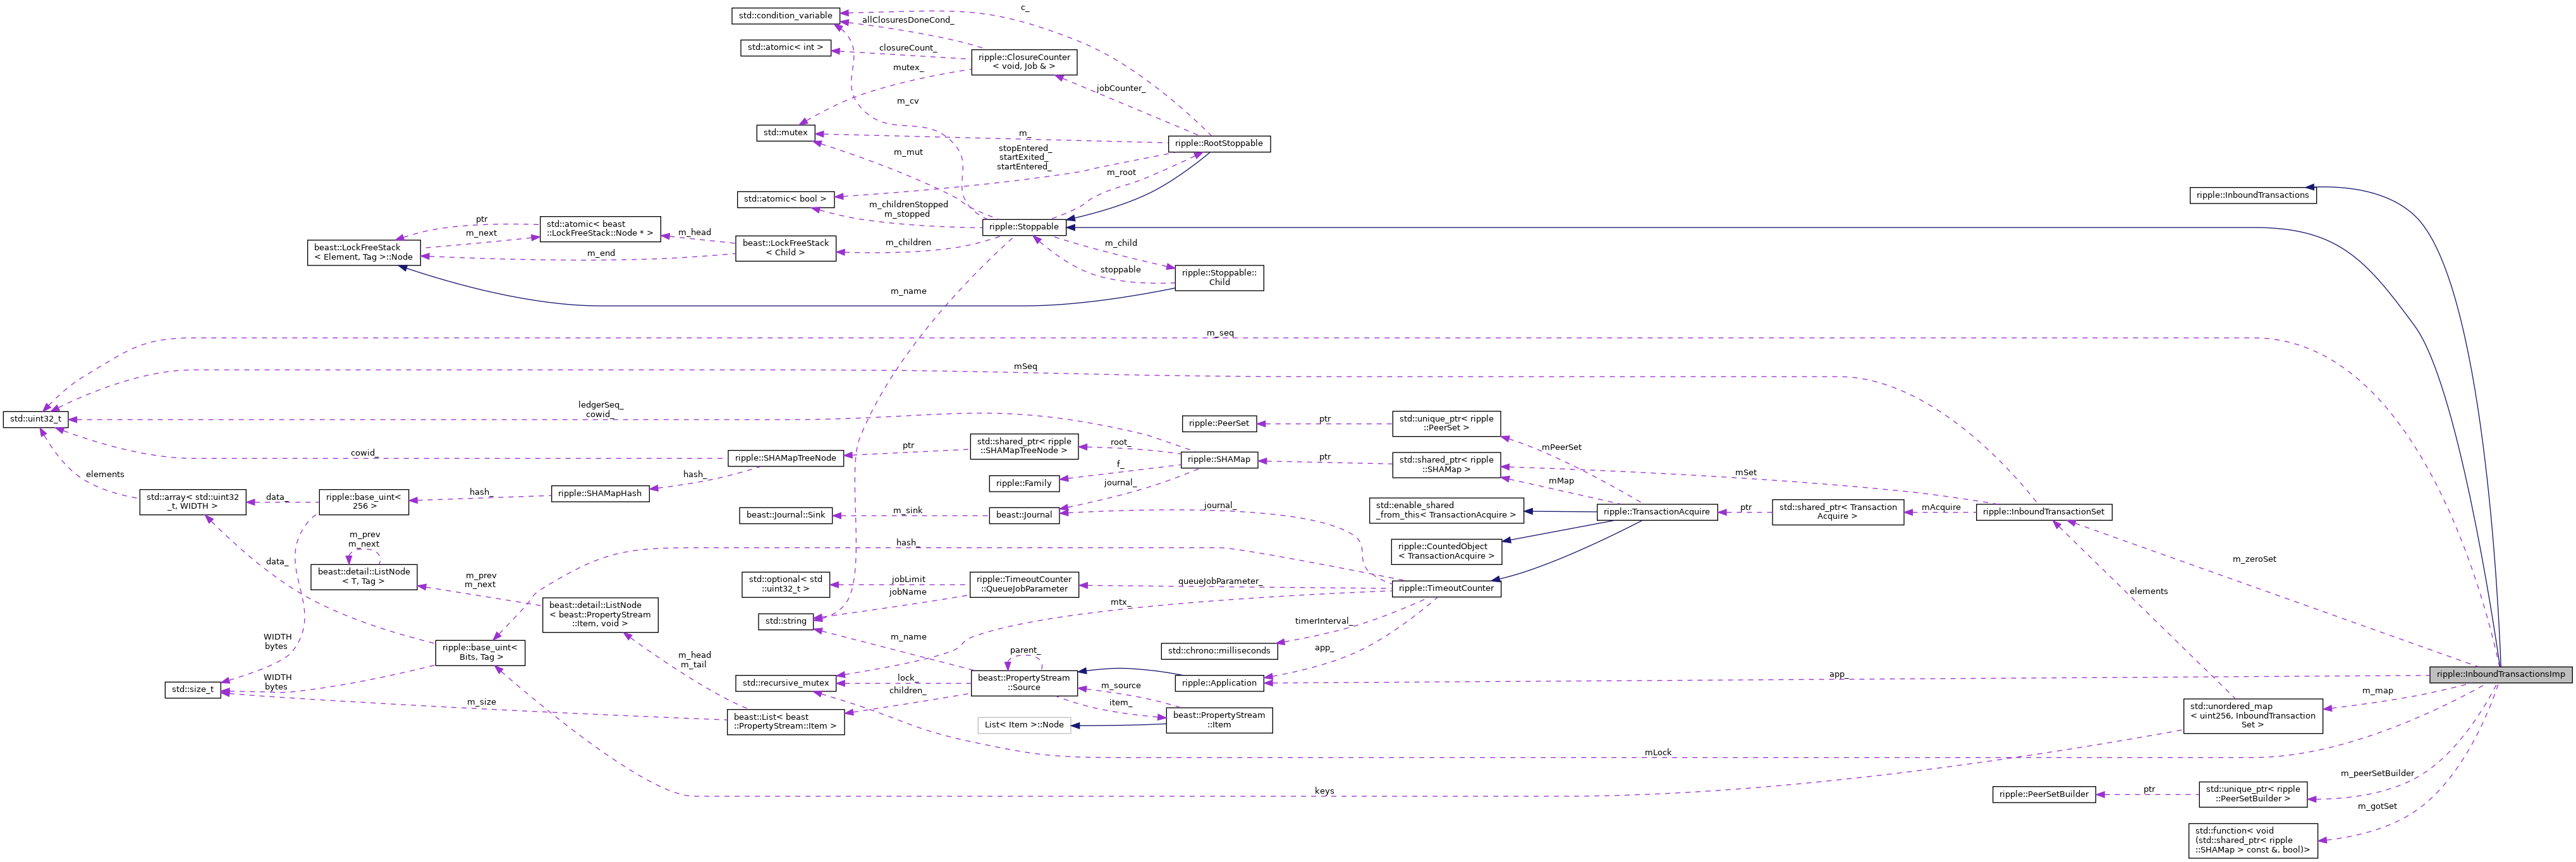 c_
std::condition_variable
allClosuresDoneCond_
std::atomic< int >
closureCount_
ripple::ClosureCounter
< void, Job & >
mutex_
jobCounter_
m_cv
std::mutex
m_
ripple::RootStoppable
stopEntered_
startExited_
startEntered_
m_mut
m_root
ripple::InboundTransactions
std::atomic< bool >
m_childrenStopped
m_stopped
ptr
std::atomic< beast
::LockFreeStack::Node * >
m_next
m_head
ripple::Stoppable
beast::LockFreeStack
< Element, Tag >::Node
beast::LockFreeStack
< Child >
m_children
m_child
m_end
stoppable
ripple::Stoppable::
Child
m_name
m_seq
mSeq
ledgerSeq_
cowid_
std::uint32_t
ripple::PeerSet
ptr
std::unique_ptr< ripple
::PeerSet >
mPeerSet
cowid_
ripple::SHAMapTreeNode
ptr
std::shared_ptr< ripple
::SHAMapTreeNode >
root_
ripple::SHAMap
ptr
std::shared_ptr< ripple
::SHAMap >
mSet
elements
hash_
f_
mMap
std::array< std::uint32
_t, WIDTH >
data_
ripple::base_uint<
256 >
hash_
ripple::SHAMapHash
ripple::Family
journal_
beast::Journal::Sink
m_sink
beast::Journal
journal_
std::enable_shared
_from_this< TransactionAcquire >
ripple::TransactionAcquire
ptr
std::shared_ptr< Transaction
Acquire >
mAcquire
ripple::InboundTransactionSet
m_prev
m_next
hash_
ripple::CountedObject
< TransactionAcquire >
data_
beast::detail::ListNode
< T, Tag >
m_prev
m_next
std::optional< std
::uint32_t >
jobLimit
ripple::TimeoutCounter
::QueueJobParameter
queueJobParameter_
ripple::TimeoutCounter
m_zeroSet
jobName
elements
beast::detail::ListNode
< beast::PropertyStream
::Item, void >
mtx_
std::string
timerInterval_
WIDTH
bytes
ripple::base_uint<
Bits, Tag >
m_name
std::chrono::milliseconds
app_
m_head
m_tail
parent_
WIDTH
bytes
std::size_t
std::recursive_mutex
lock_
beast::PropertyStream
::Source
ripple::Application
app_
ripple::InboundTransactionsImp
children_
m_source
m_map
m_size
item_
beast::List< beast
::PropertyStream::Item >
List< Item >::Node
beast::PropertyStream
::Item
std::unordered_map
< uint256, InboundTransaction
Set >
mLock
m_peerSetBuilder
keys
ripple::PeerSetBuilder
ptr
std::unique_ptr< ripple
::PeerSetBuilder >
m_gotSet
std::function< void
(std::shared_ptr< ripple
::SHAMap > const &, bool)>